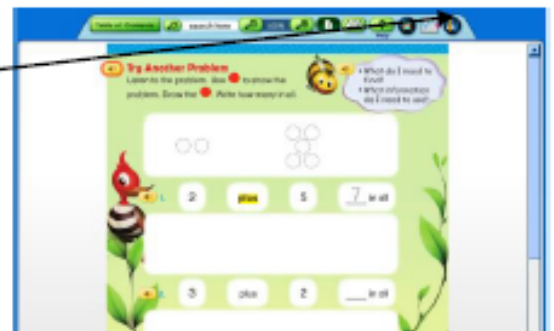 Table of Contents search here
Try Another Problem
Listen to the problem. Use to show the
problem. Draw the . Write how many in all.
• What do I need to
find?
• What information
do I need to use?
1. 2 plus 5 7 in all
2. 3 plus 2 ___ in all